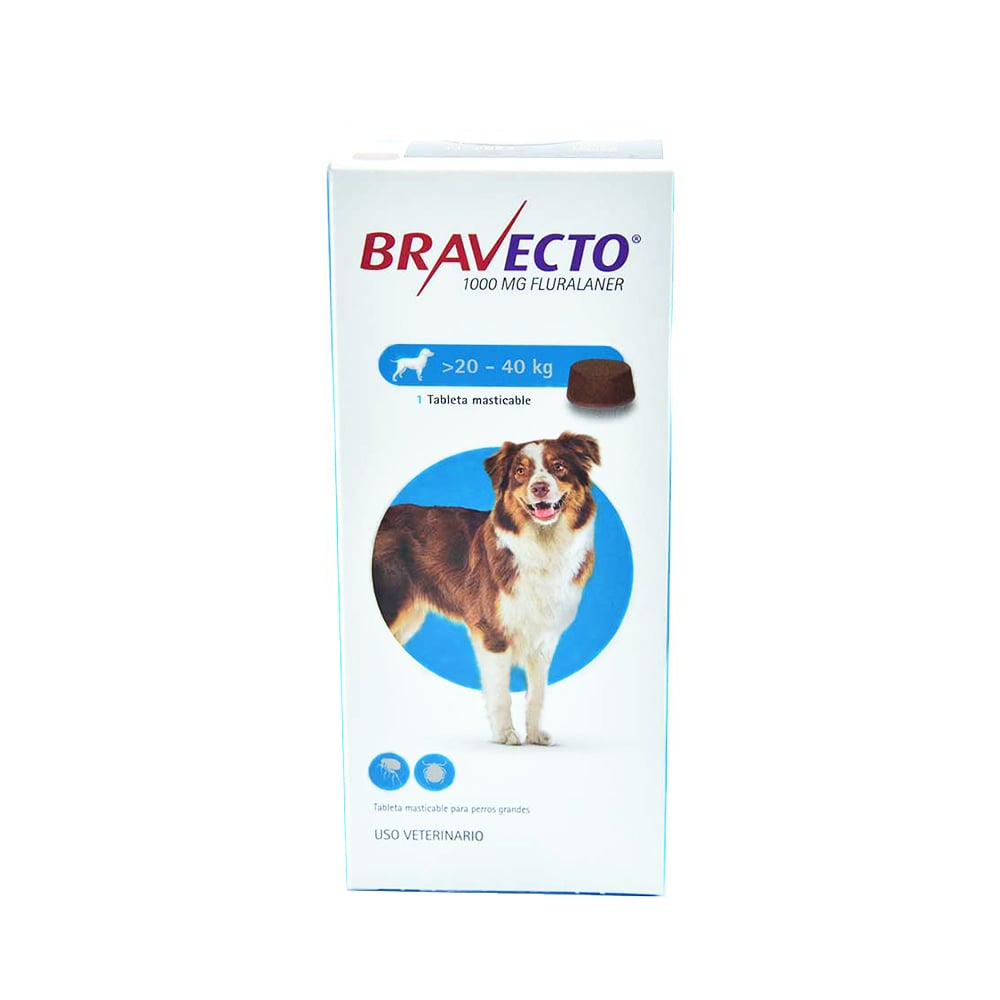 BRAVECTO®
1000 MG FLURALANER
>20 - 40 kg
1 Tableta masticable
Tableta masticable para perros grandes
USO VETERINARIO